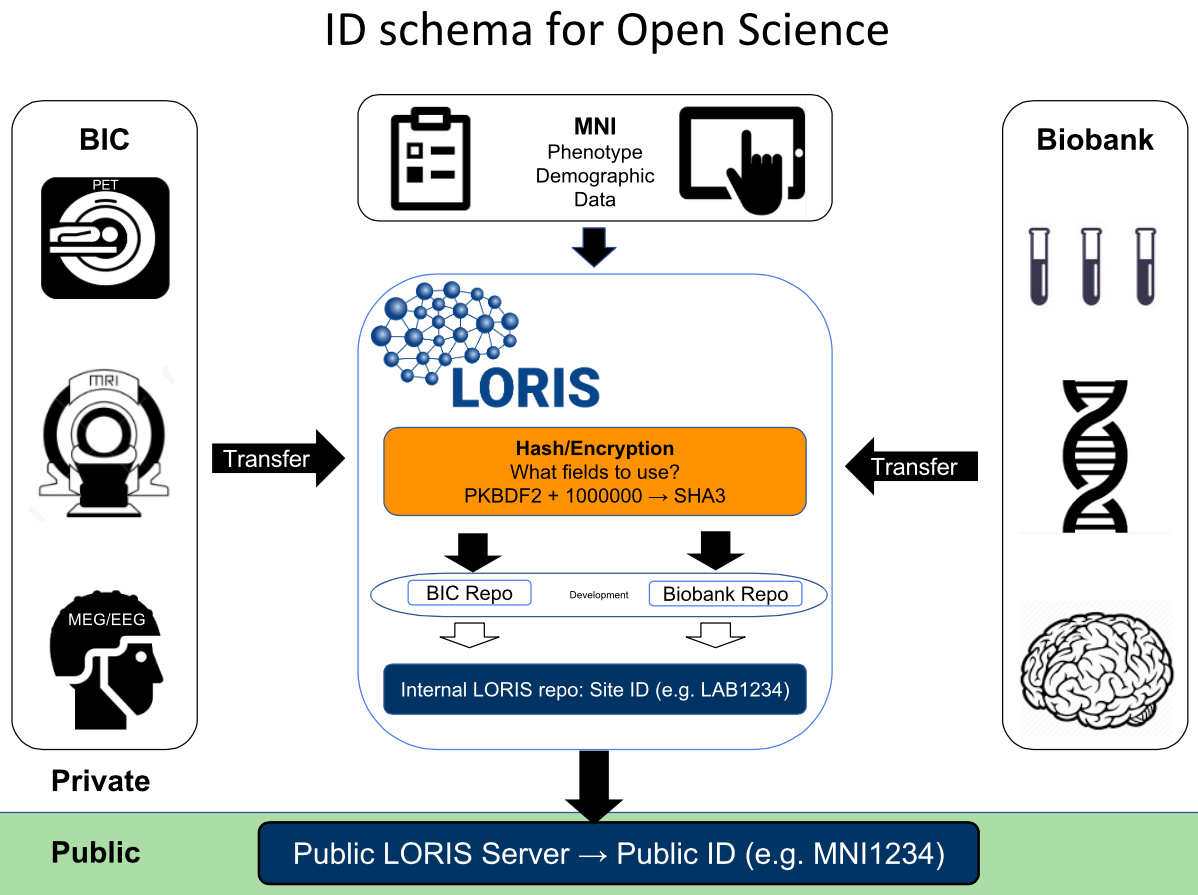 ID schema for Open Science
BIC
PET
MRI
MEG/EEG
MNI
Phenotype
Demographic
Data
Biobank
LORIS
Transfer
Hash/Encryption
What fields to use?
PKBDF2 + 1000000 → SHA3
Transfer
BIC Repo
Development
Biobank Repo
Internal LORIS repo: Site ID (e.g. LAB1234)
Private
Public
Public LORIS Server → Public ID (e.g. MNI1234)